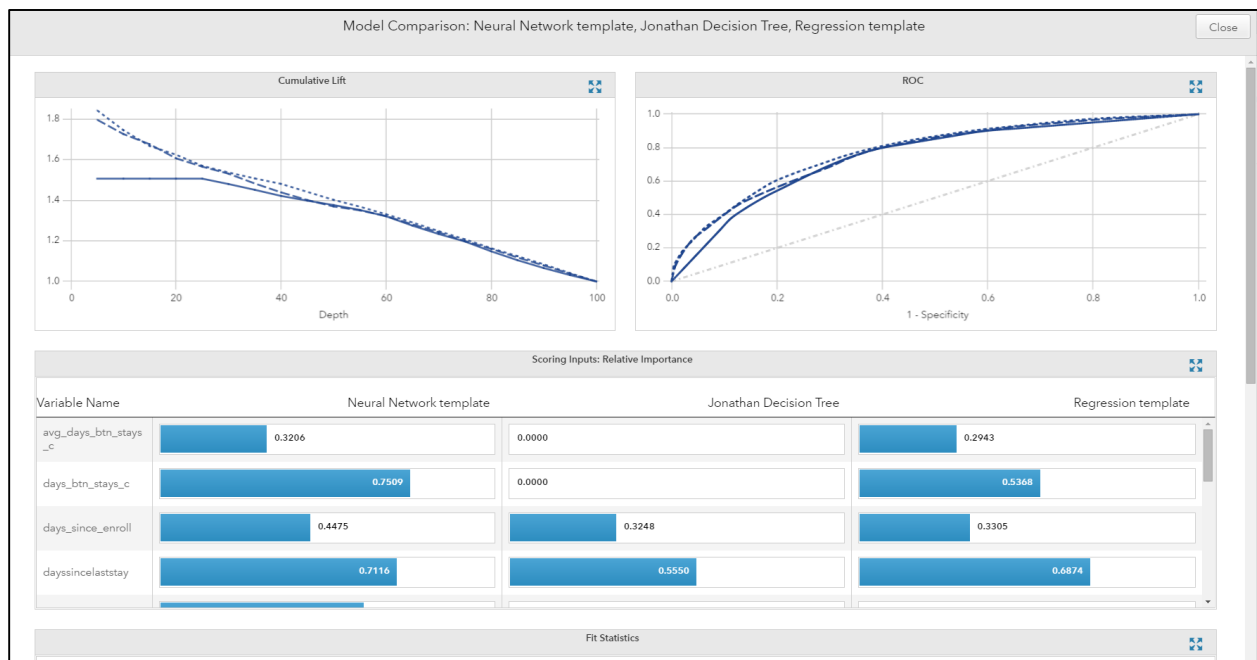 Model Comparison: Neural Network template, Jonathan Decision Tree, Regression template
Close
Cumulative Lift
1.8
1.6
1.4
1.2
1.0
0 20 40 60 80 100
Depth
ROC
1.0
0.8
0.6
0.4
0.2
0.0
0.0 0.2 0.4 0.6 0.8 1.0
1 - Specificity
Scoring Inputs: Relative Importance
Variable Name Neural Network template Jonathan Decision Tree Regression template
avg_days_btn_stays
_c
0.3206 0.0000 0.2943
days_btn_stays_c 0.7509 0.0000 0.5368
days_since_enroll 0.4475 0.3248 0.3305
dayssincelaststay 0.7116 0.5550 0.6874
Fit Statistics